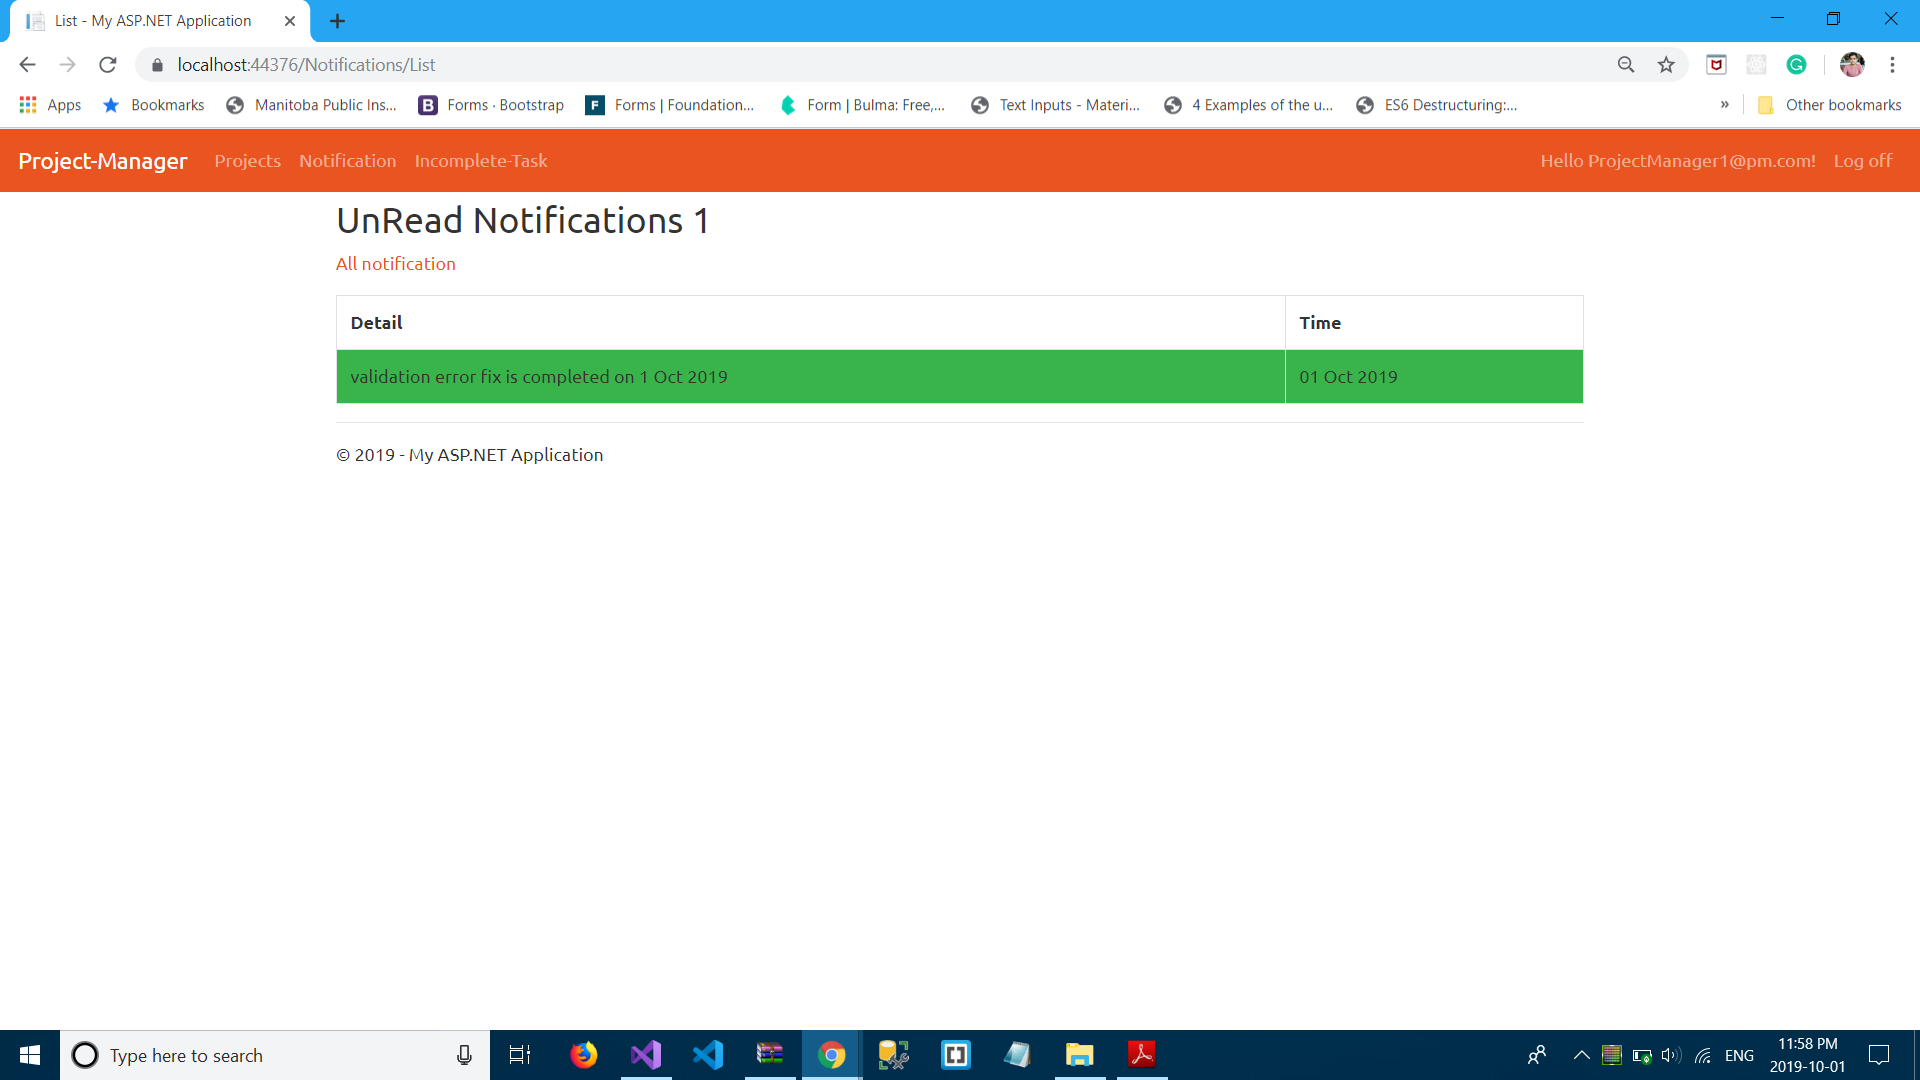 List - My ASP.NET Application
localhost:44376/Notifications/List
Apps Bookmarks Manitoba Public Ins... Forms · Bootstrap Forms | Foundation... Form | Bulma: Free,... Text Inputs - Materi... 4 Examples of the u... ES6 Destructuring:... » Other bookmarks
Project-Manager Projects Notification Incomplete-Task Hello ProjectManager1@pm.com! Log off
UnRead Notifications 1
All notification
Detail Time
validation error fix is completed on 1 Oct 2019 01 Oct 2019
© 2019 - My ASP.NET Application
Type here to search
ENG
11:58 PM
2019-10-01